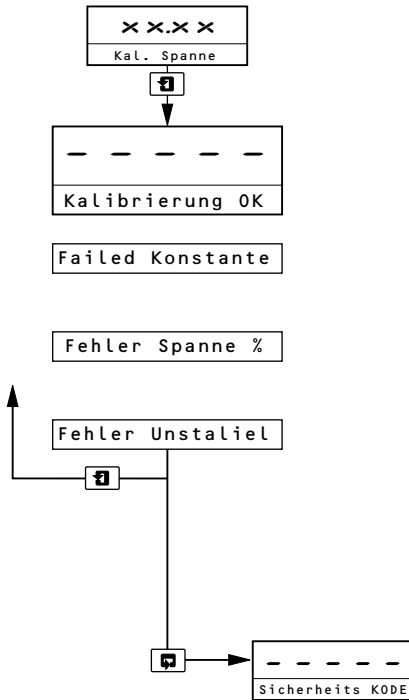 ××.××
Kal. Spanne
– – – – –
Kalibrierung OK
Failed Konstante
Fehler Spanne %
Fehler Unstaliel
– – – – –
Sicherheits KODE